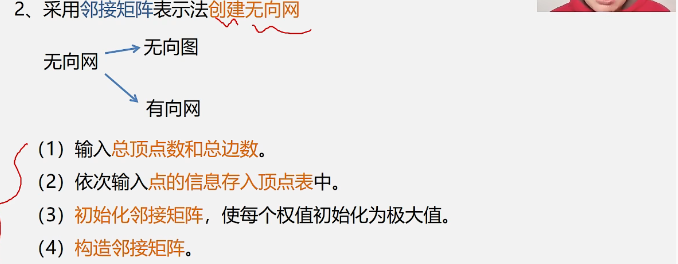 2、采用邻接矩阵表示法创建无向网
无向图
无向网
有向网
（1）输入总顶点数和总边数。
（2）依次输入点的信息存入顶点表中。
（3）初始化邻接矩阵，使每个权值初始化为极大值。
（4）构造邻接矩阵。